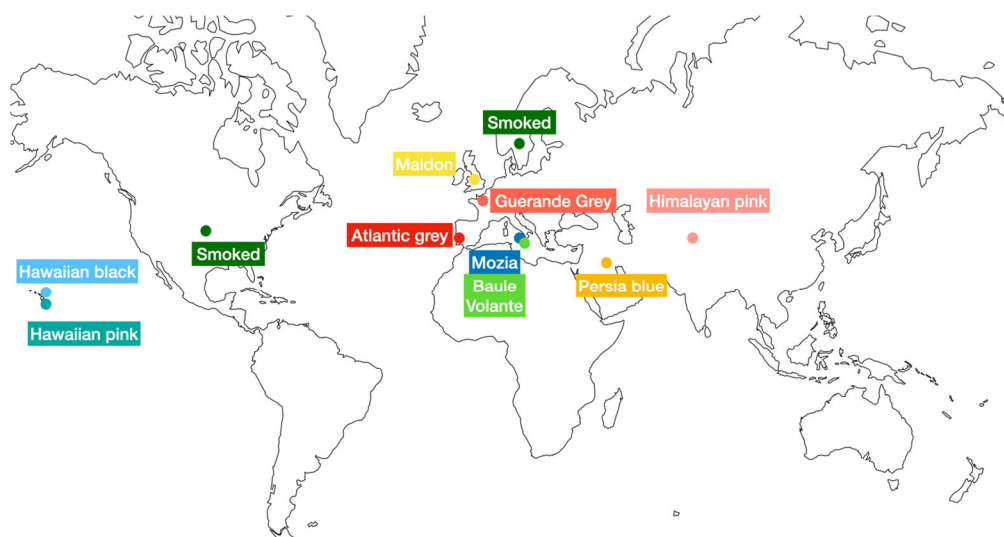 Smoked
Maldon
Guerande Grey
Himalayan pink
Atlantic grey
Smoked
Mozia
Hawaiian black
Baule
Volante
Persia blue
Hawaiian pink